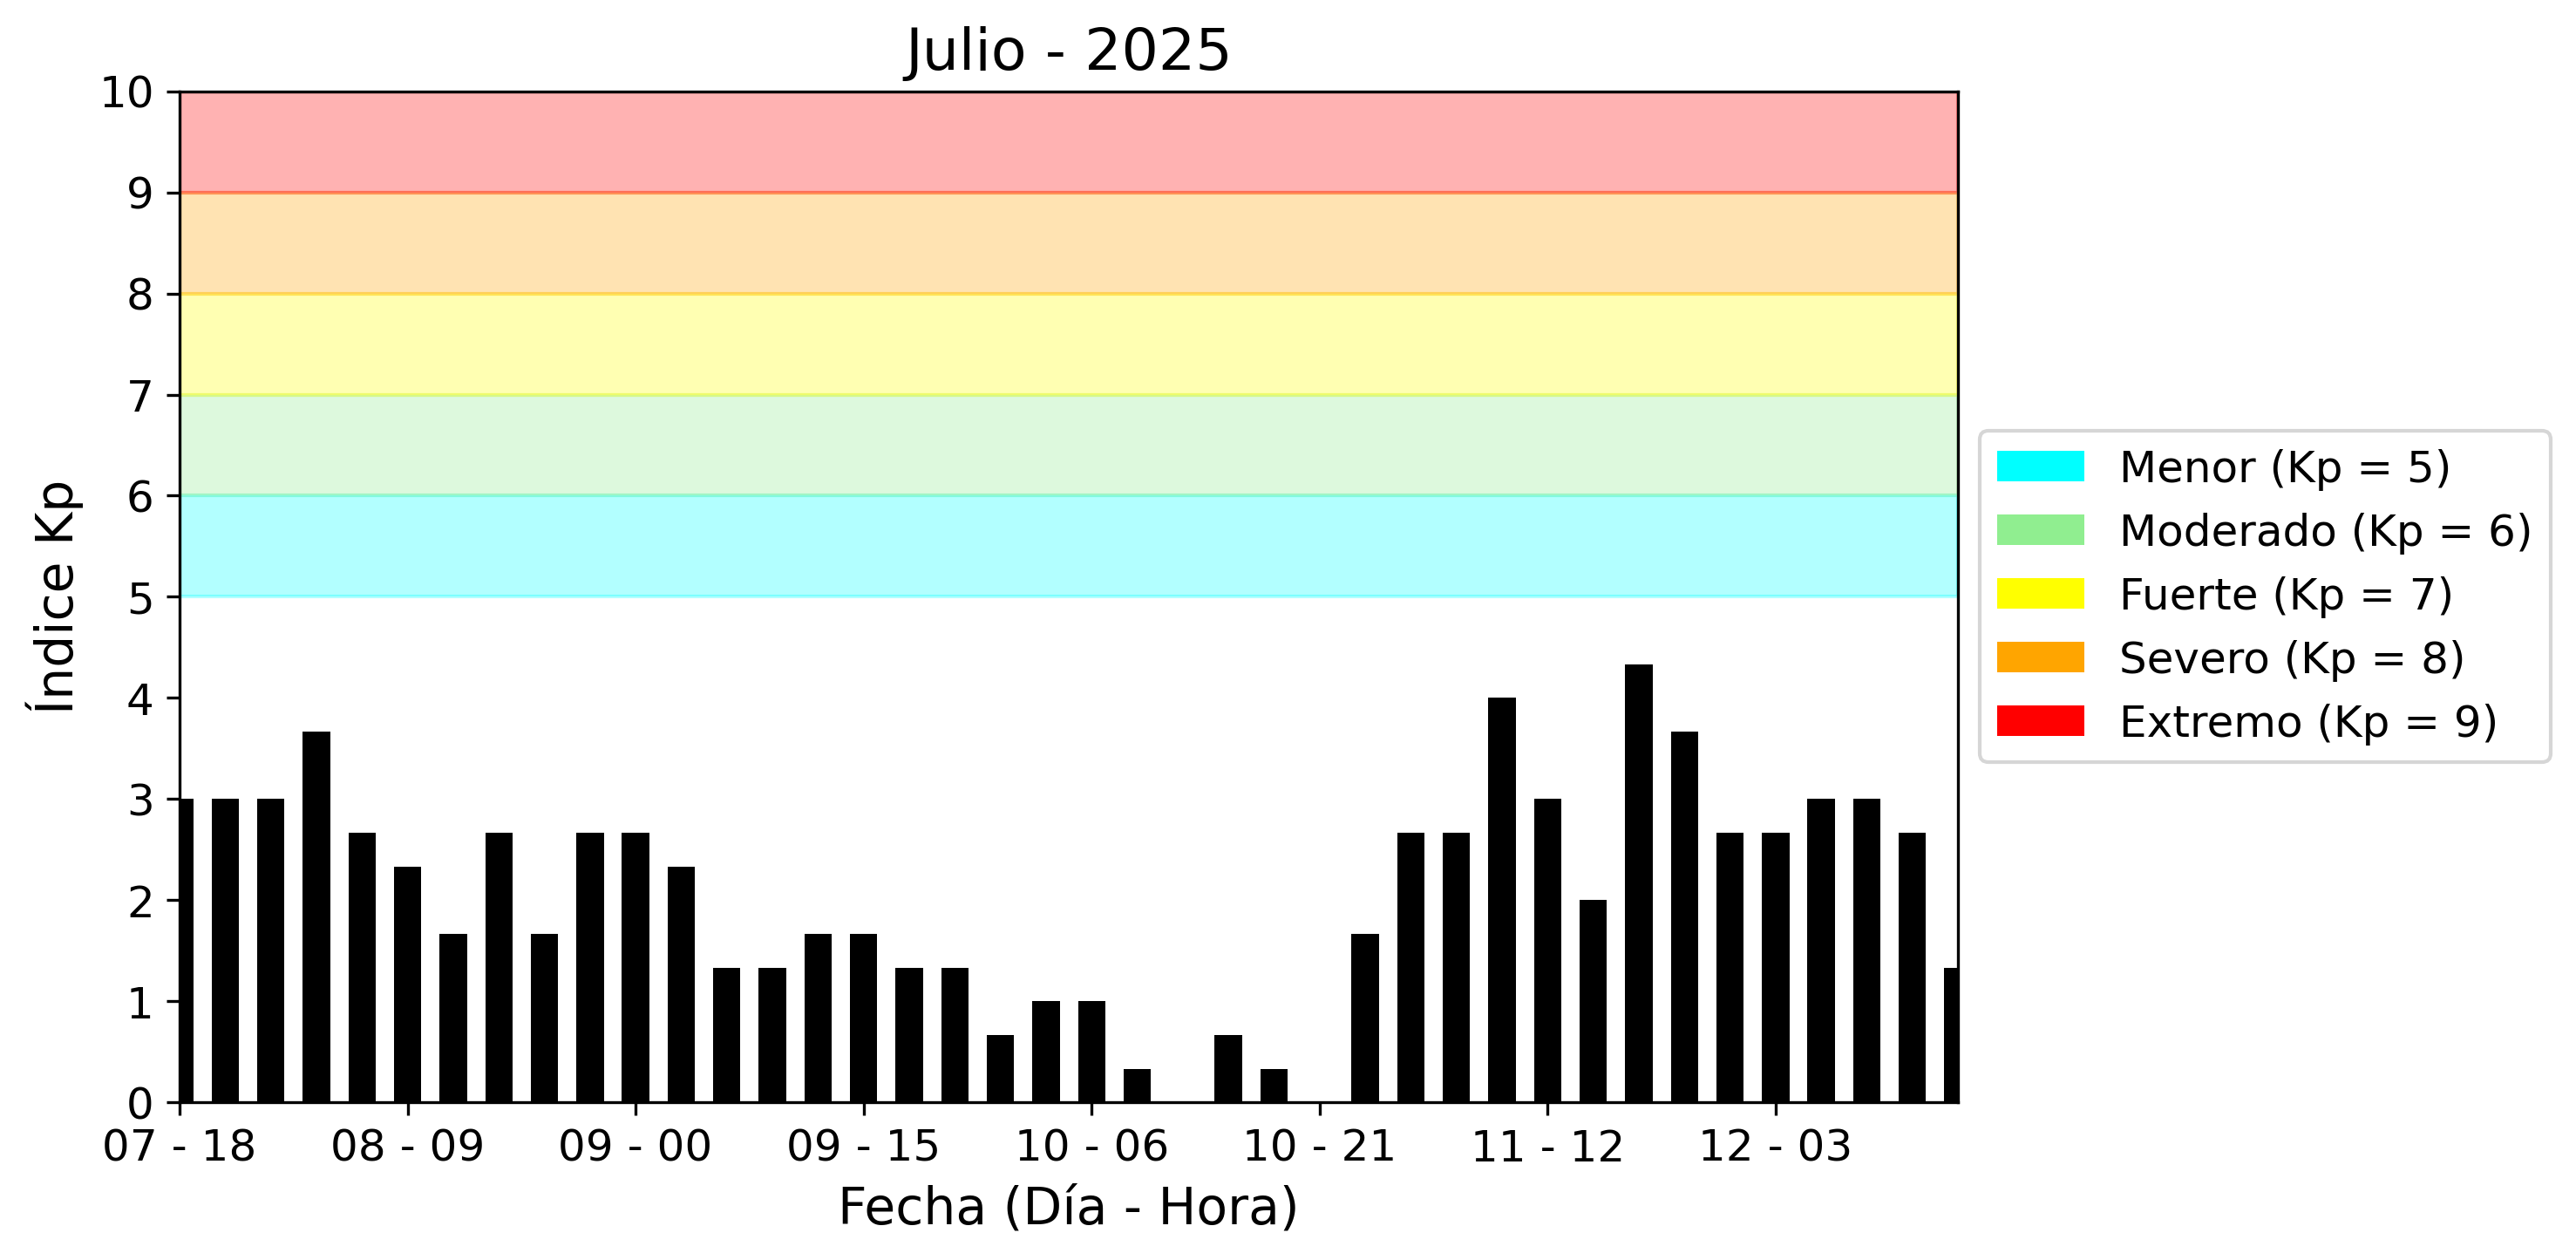 Julio - 2025
10
9
8
7
6
5
4
3
2
1
0
Índice Kp
07 - 18 08 - 09 09 - 00 09 - 15 10 - 06 10 - 21 11 - 12 12 - 03
Fecha (Día - Hora)
Menor (Kp = 5)
Moderado (Kp = 6)
Fuerte (Kp = 7)
Severo (Kp = 8)
Extremo (Kp = 9)